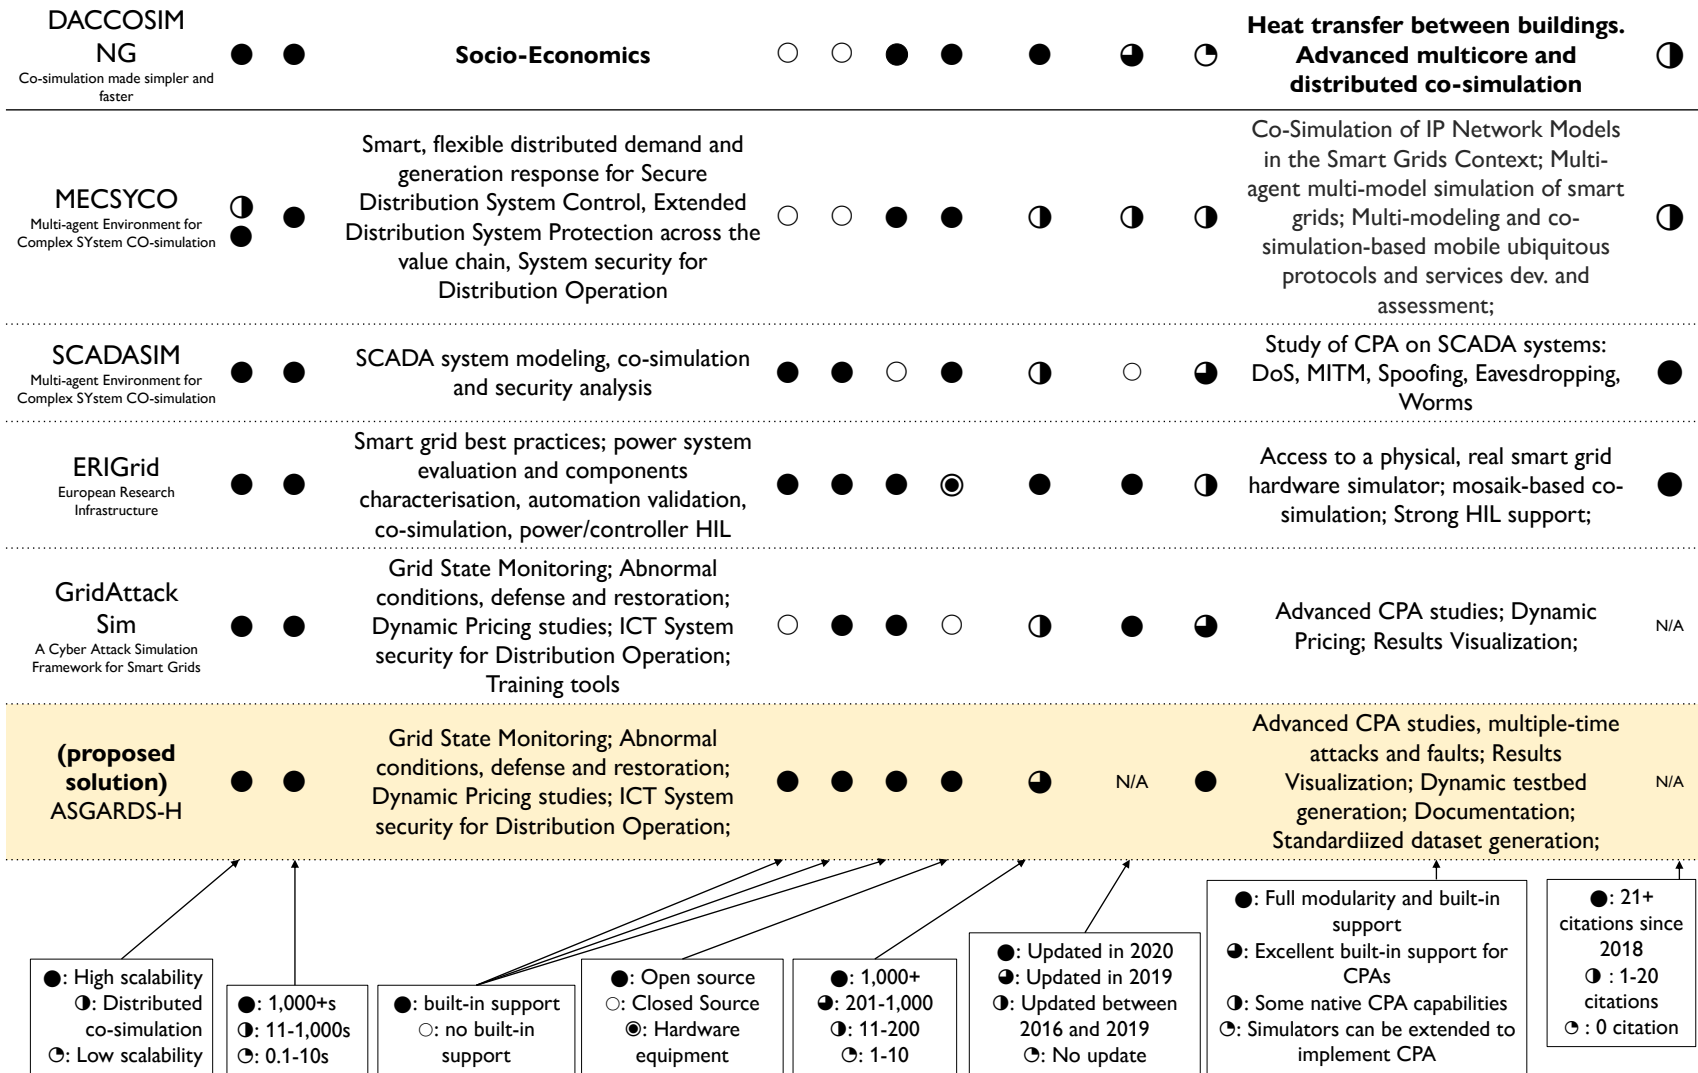 DACCOSIM
NG
Co-simulation made simpler and
faster
● ●
Socio-Economics
○ ○ ● ● ● ◕ ◔
Heat transfer between buildings.
Advanced multicore and
distributed co-simulation
◑
MECSYCO
Multi-agent Environment for
Complex SYstem CO-simulation
◑
● ●
Smart, flexible distributed demand and
generation response for Secure
Distribution System Control, Extended
Distribution System Protection across the
value chain, System security for
Distribution Operation
○ ○ ● ● ◑ ◑ ◑
Co-Simulation of IP Network Models
in the Smart Grids Context; Multi-
agent multi-model simulation of smart
grids; Multi-modeling and co-
simulation-based mobile ubiquitous
protocols and services dev. and
assessment;
◑
SCADASIM
Multi-agent Environment for
Complex SYstem CO-simulation
● ●
SCADA system modeling, co-simulation
and security analysis
● ● ○ ● ◑ ○ ◕
Study of CPA on SCADA systems:
DoS, MITM, Spoofing, Eavesdropping,
Worms
●
ERIGrid
European Research
Infrastructure
● ●
Smart grid best practices; power system
evaluation and components
characterisation, automation validation,
co-simulation, power/controller HIL
● ● ● ◉ ● ● ◑
Access to a physical, real smart grid
hardware simulator; mosaik-based co-
simulation; Strong HIL support;
●
GridAttack
Sim
A Cyber Attack Simulation
Framework for Smart Grids
● ●
Grid State Monitoring; Abnormal
conditions, defense and restoration;
Dynamic Pricing studies; ICT System
security for Distribution Operation;
Training tools
○ ● ● ○ ◑ ● ◕
Advanced CPA studies; Dynamic
Pricing; Results Visualization;
N/A
(proposed
solution)
ASGARDS-H
● ●
Grid State Monitoring; Abnormal
conditions, defense and restoration;
Dynamic Pricing studies; ICT System
security for Distribution Operation;
● ● ● ● ◕ N/A ●
Advanced CPA studies, multiple-time
attacks and faults; Results
Visualization; Dynamic testbed
generation; Documentation;
Standardiized dataset generation;
N/A
●: High scalability
◑: Distributed
co-simulation
◔: Low scalability
●: 1,000+s
◑: 11-1,000s
◔: 0.1-10s
●: built-in support
○: no built-in
support
●: Open source
○: Closed Source
◉: Hardware
equipment
●: 1,000+
◕: 201-1,000
◑: 11-200
◔: 1-10
●: Updated in 2020
◕: Updated in 2019
◑: Updated between
2016 and 2019
◔: No update
●: Full modularity and built-in
support
◕: Excellent built-in support for
CPAs
◑: Some native CPA capabilities
◔: Simulators can be extended to
implement CPA
●: 21+
citations since
2018
◑ : 1-20
citations
◔ : 0 citation